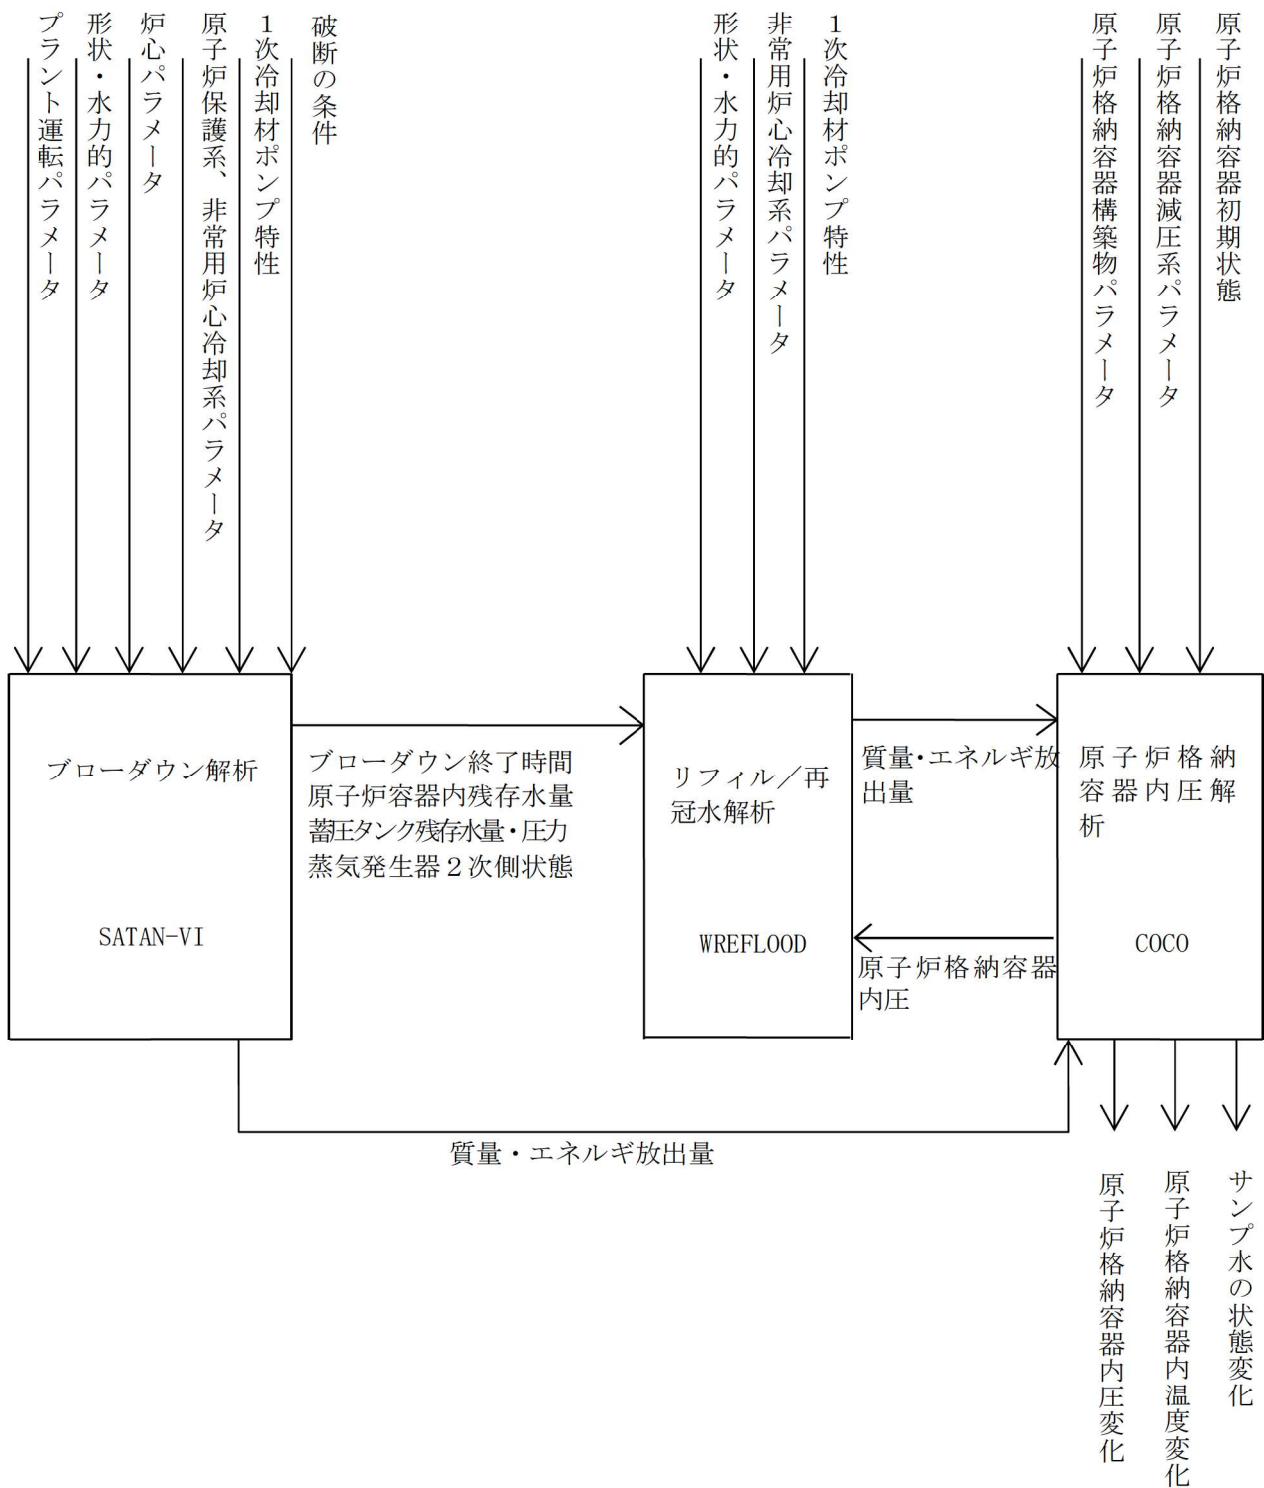 プラント運転パラメータ
形状・水力的パラメータ
炉心パラメータ
原子炉保護系、非常用炉心冷却系パラメータ
１次冷却材ポンプ特性
破断の条件
形状・水力的パラメータ
非常用炉心冷却系パラメータ
１次冷却材ポンプ特性
原子炉格納容器構築物パラメータ
原子炉格納容器減圧系パラメータ
原子炉格納容器初期状態
ブローダウン解析
SATAN-VI
ブローダウン終了時間
原子炉容器内残存水量
蓄圧タンク残存水量・圧力
蒸気発生器２次側状態
リフィル／再
冠水解析
WREFLOOD
質量・エネルギ放
出量
原子炉格納容器
内圧
原子炉格納
容器内圧解
析
COCO
質量・エネルギ放出量
原子炉格納容器内圧変化
原子炉格納容器内温度変化
サンプ水の状態変化